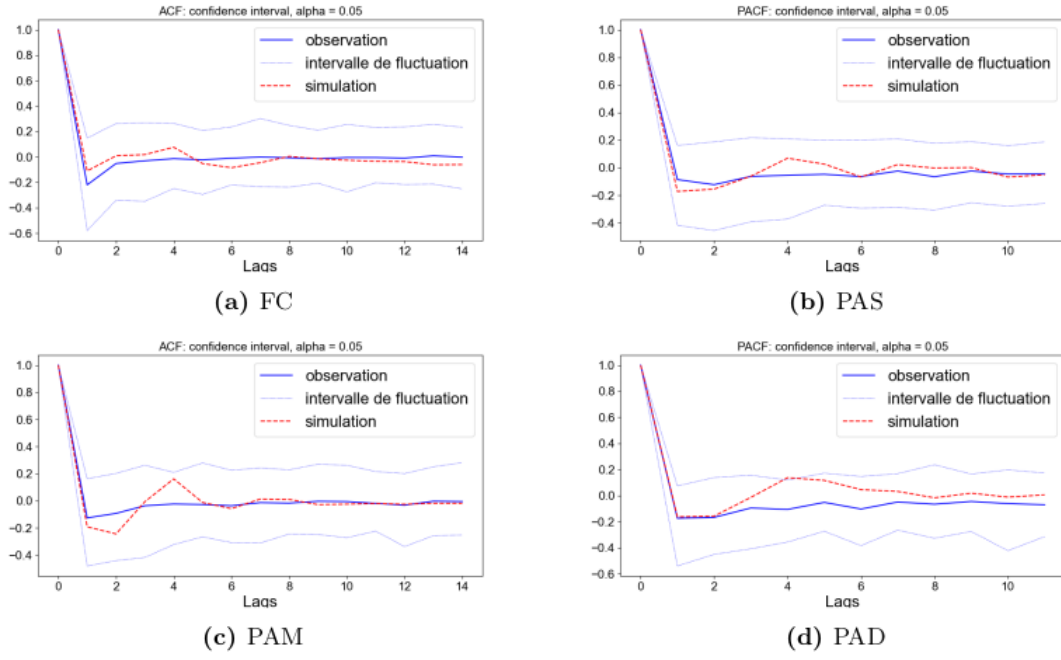 ACF: confidence interval, alpha = 0.05
1.0
0.8
0.6
0.4
0.2
0.0
−0.2
−0.4
−0.6
observation
intervalle de fluctuation
simulation
0 2 4 6 8 10 12 14
Lags
(a) FC
PACF: confidence interval, alpha = 0.05
1.0
0.8
0.6
0.4
0.2
0.0
−0.2
−0.4
observation
intervalle de fluctuation
simulation
0 2 4 6 8 10
Lags
(b) PAS
ACF: confidence interval, alpha = 0.05
1.0
0.8
0.6
0.4
0.2
0.0
−0.2
−0.4
observation
intervalle de fluctuation
simulation
0 2 4 6 8 10 12 14
Lags
(c) PAM
PACF: confidence interval, alpha = 0.05
1.0
0.8
0.6
0.4
0.2
0.0
−0.2
−0.4
−0.6
observation
intervalle de fluctuation
simulation
0 2 4 6 8 10
Lags
(d) PAD